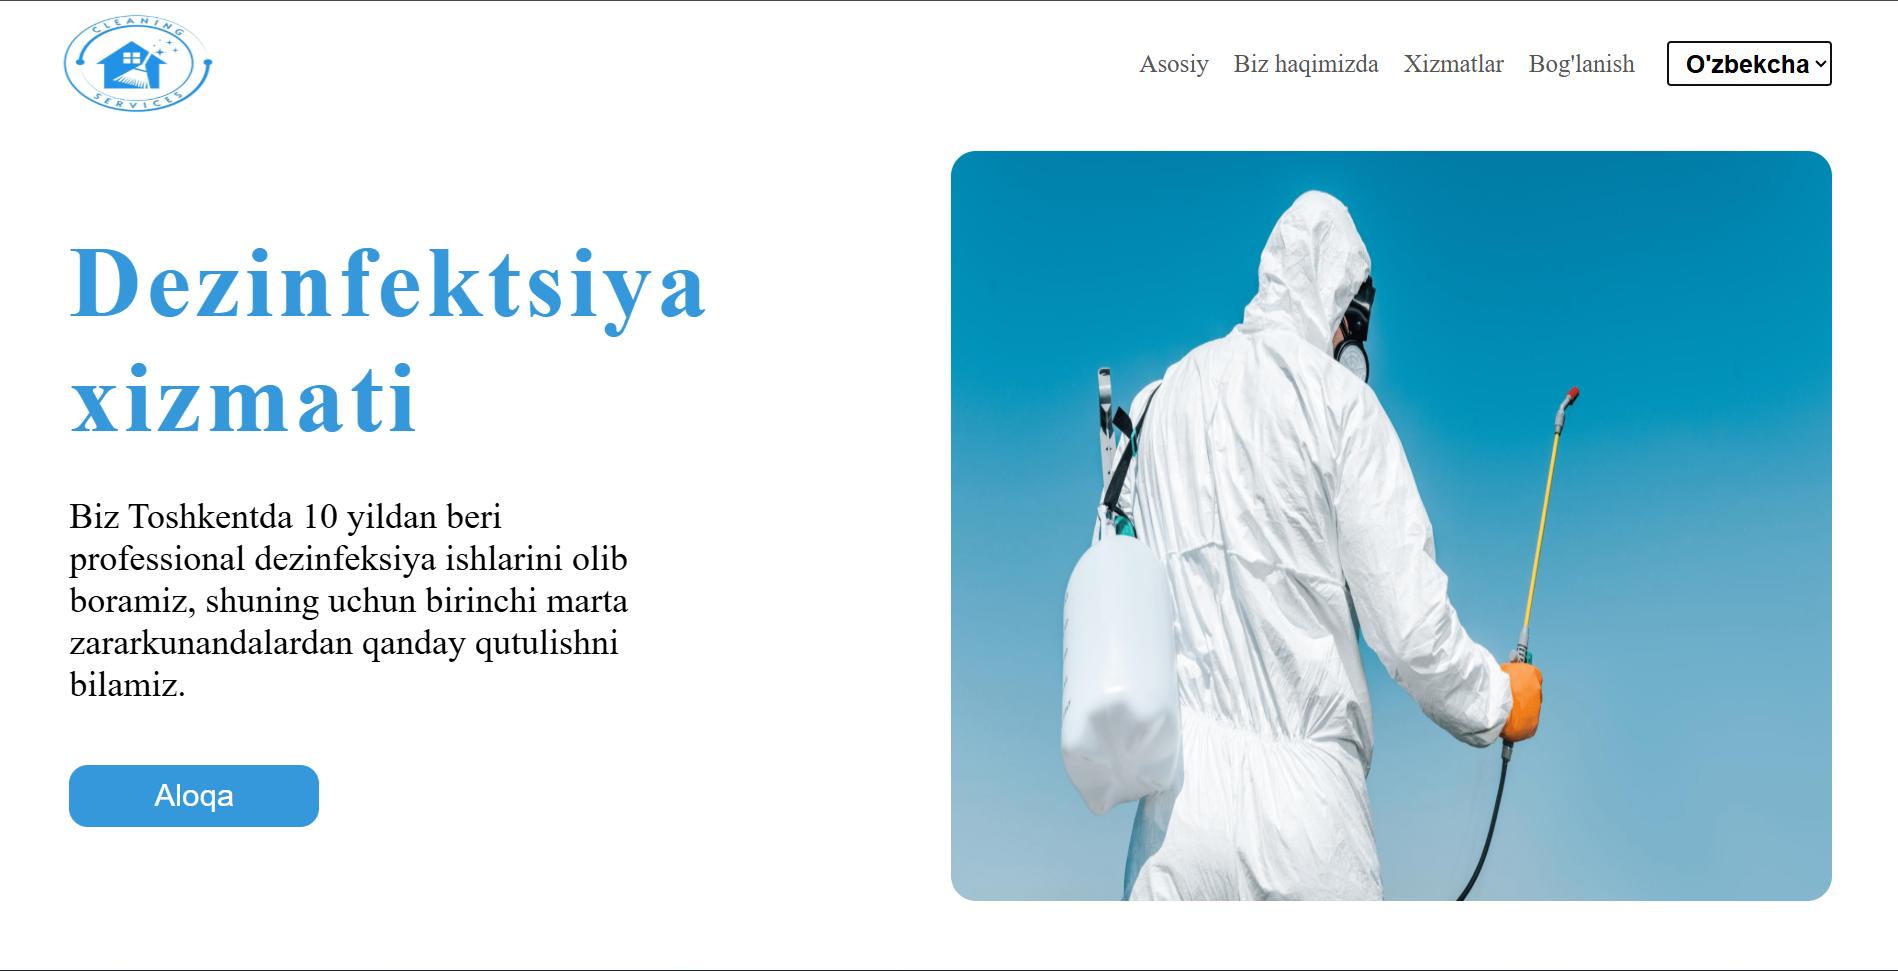 CLEANING
SERVICES
Asosiy Biz haqimizda Xizmatlar Bog'lanish O'zbekcha
Dezinfektsiya
xizmati
Biz Toshkentda 10 yildan beri
professional dezinfeksiya ishlarini olib
boramiz, shuning uchun birinchi marta
zararkunandalardan qanday qutulishni
bilamiz.
Aloqa